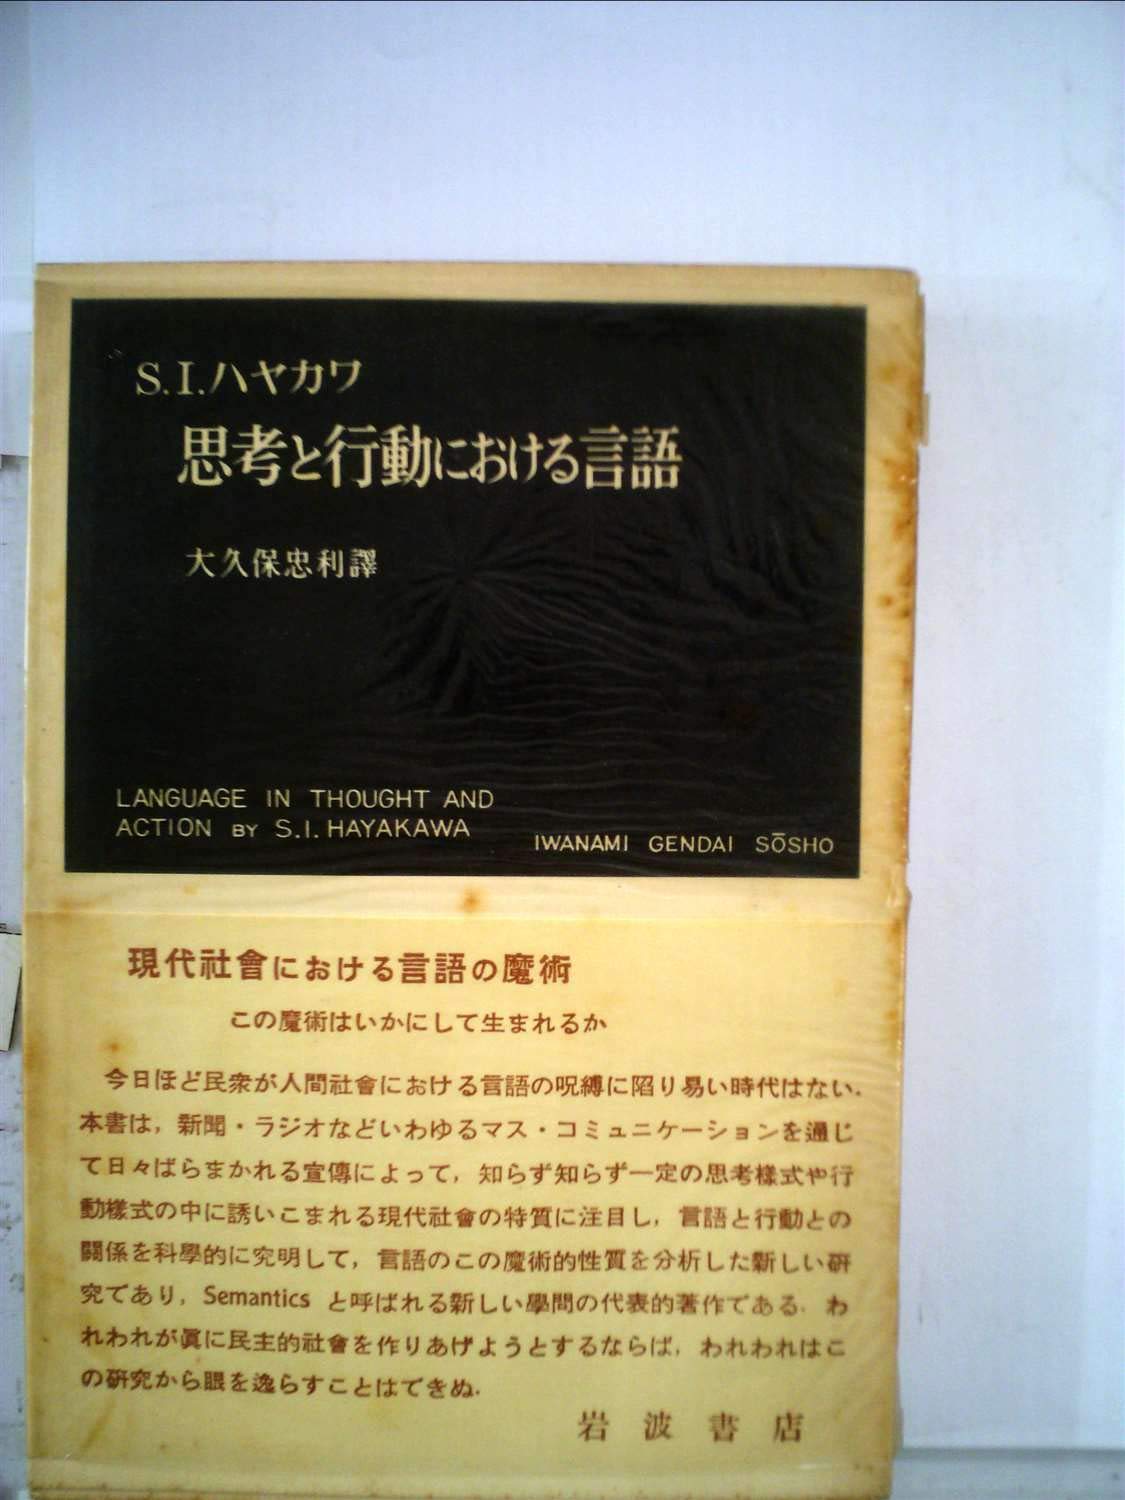 S.I.ハヤカワ
思考と行動における言語
大久保忠利譯
LANGUAGE IN THOUGHT AND
ACTION BY S.I. HAYAKAWA
IWANAMI GENDAI SŌSHO
現代社會における言語の魔術
この魔術はいかにして生まれるか
今日ほど民衆が人間社會における言語の呪縛に陷り易い時代はない.
本書は，新聞・ラジオなどいわゆるマス・コミュニケーションを通じ
て日々ばらまかれる宣傳によって，知らず知らず一定の思考樣式や行
動樣式の中に誘いこまれる現代社會の特質に注目し，言語と行動との
關係を科學的に究明して，言語のこの魔術的性質を分析した新しい研
究であり，Semantics と呼ばれる新しい學問の代表的著作である．わ
れわれが眞に民主的社會を作りあげようとするならば，われわれはこ
の研究から眼を逸らすことはできぬ.
岩波書店